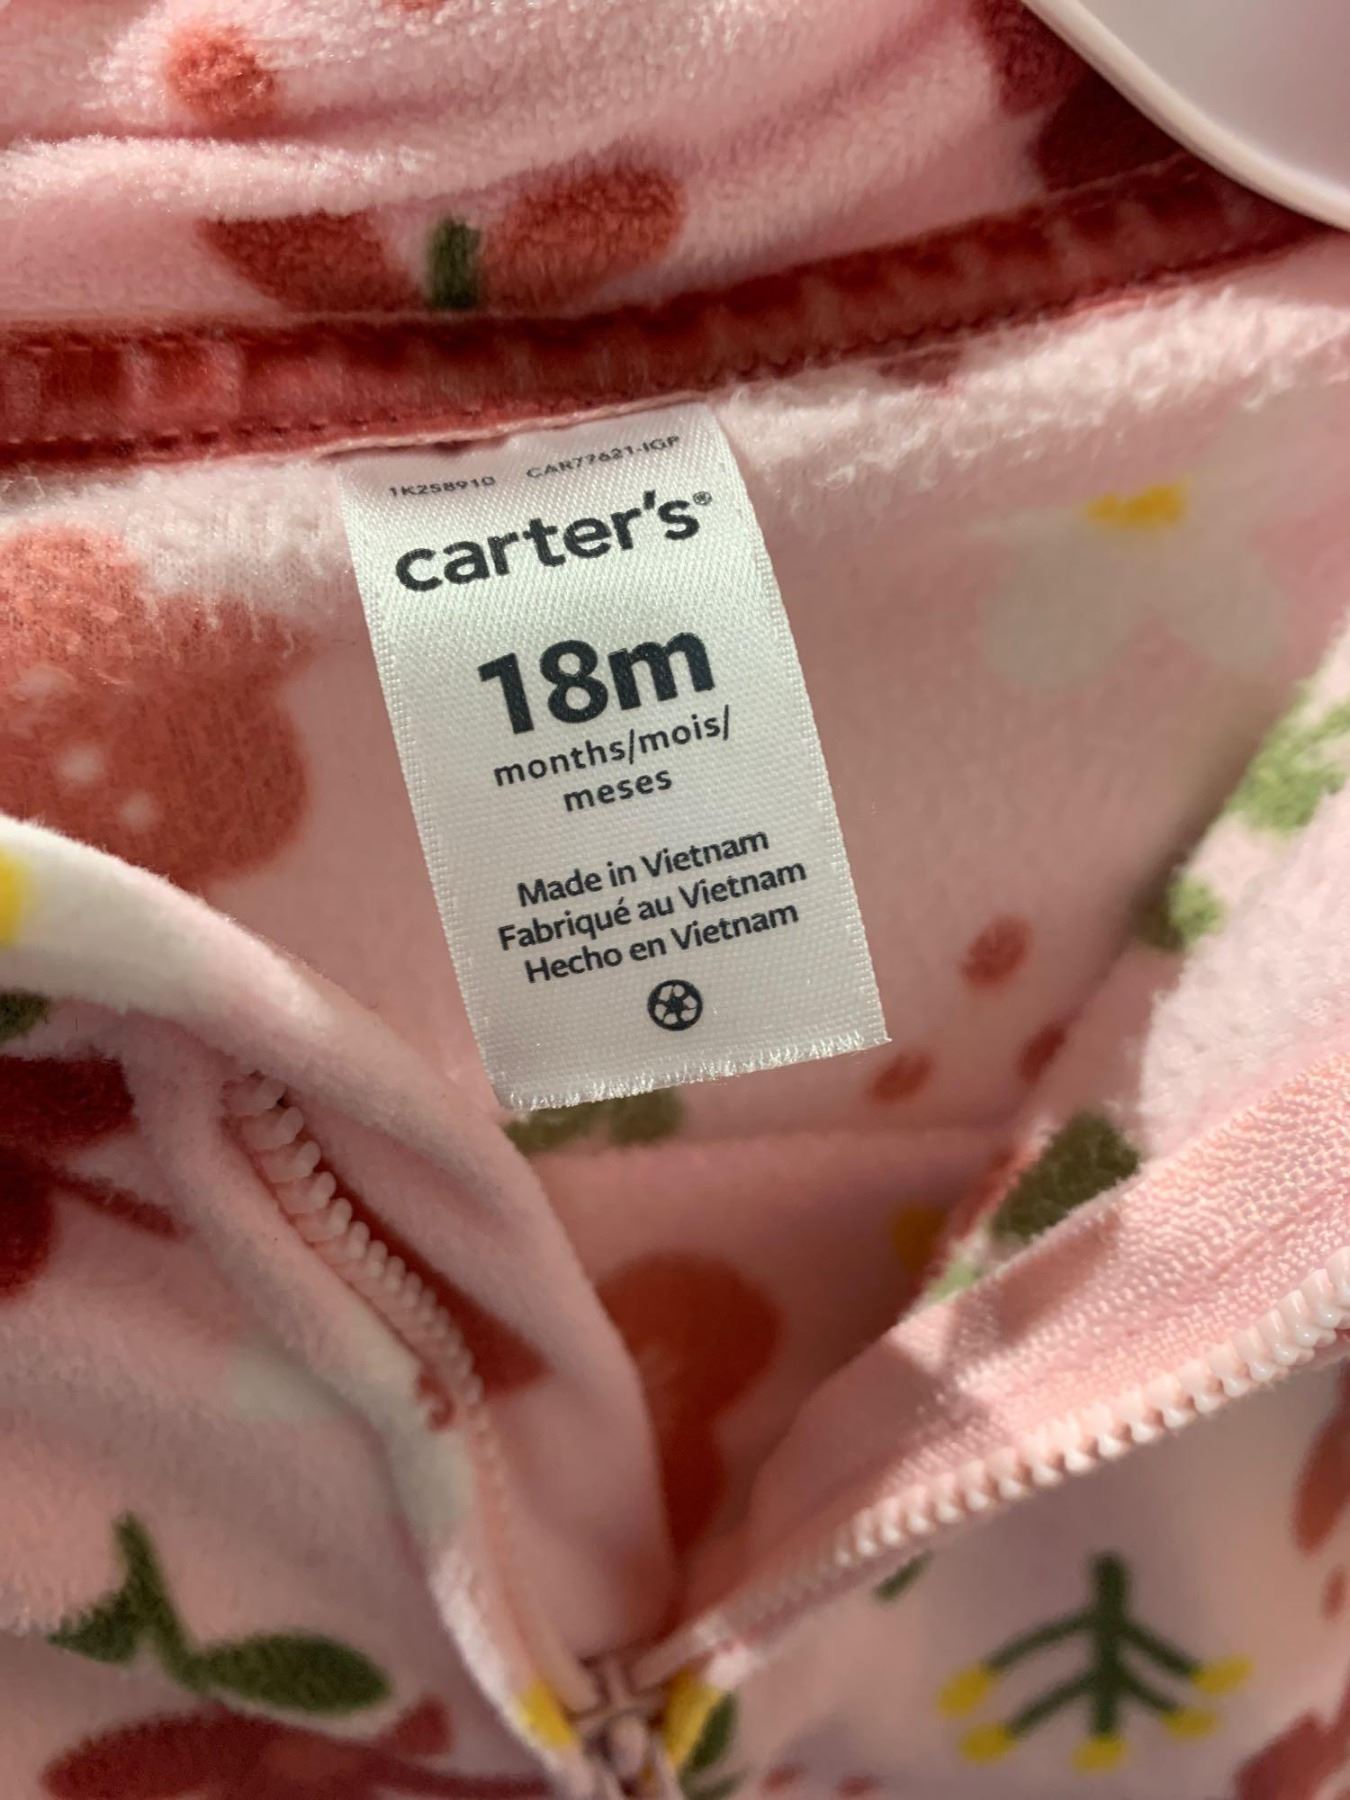 1K258910 CAR77621-IGP
carter's®
18m
months/mois/
meses
Made in Vietnam
Fabriqué au Vietnam
Hecho en Vietnam